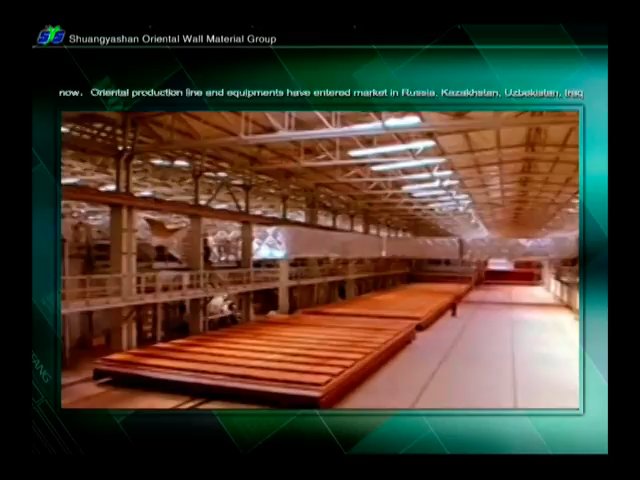 Shuangyashan Oriental Wall Material Group
now. Oriental production line and equipments have entered market in Russia, Kazakhstan, Uzbekistan, Iraq